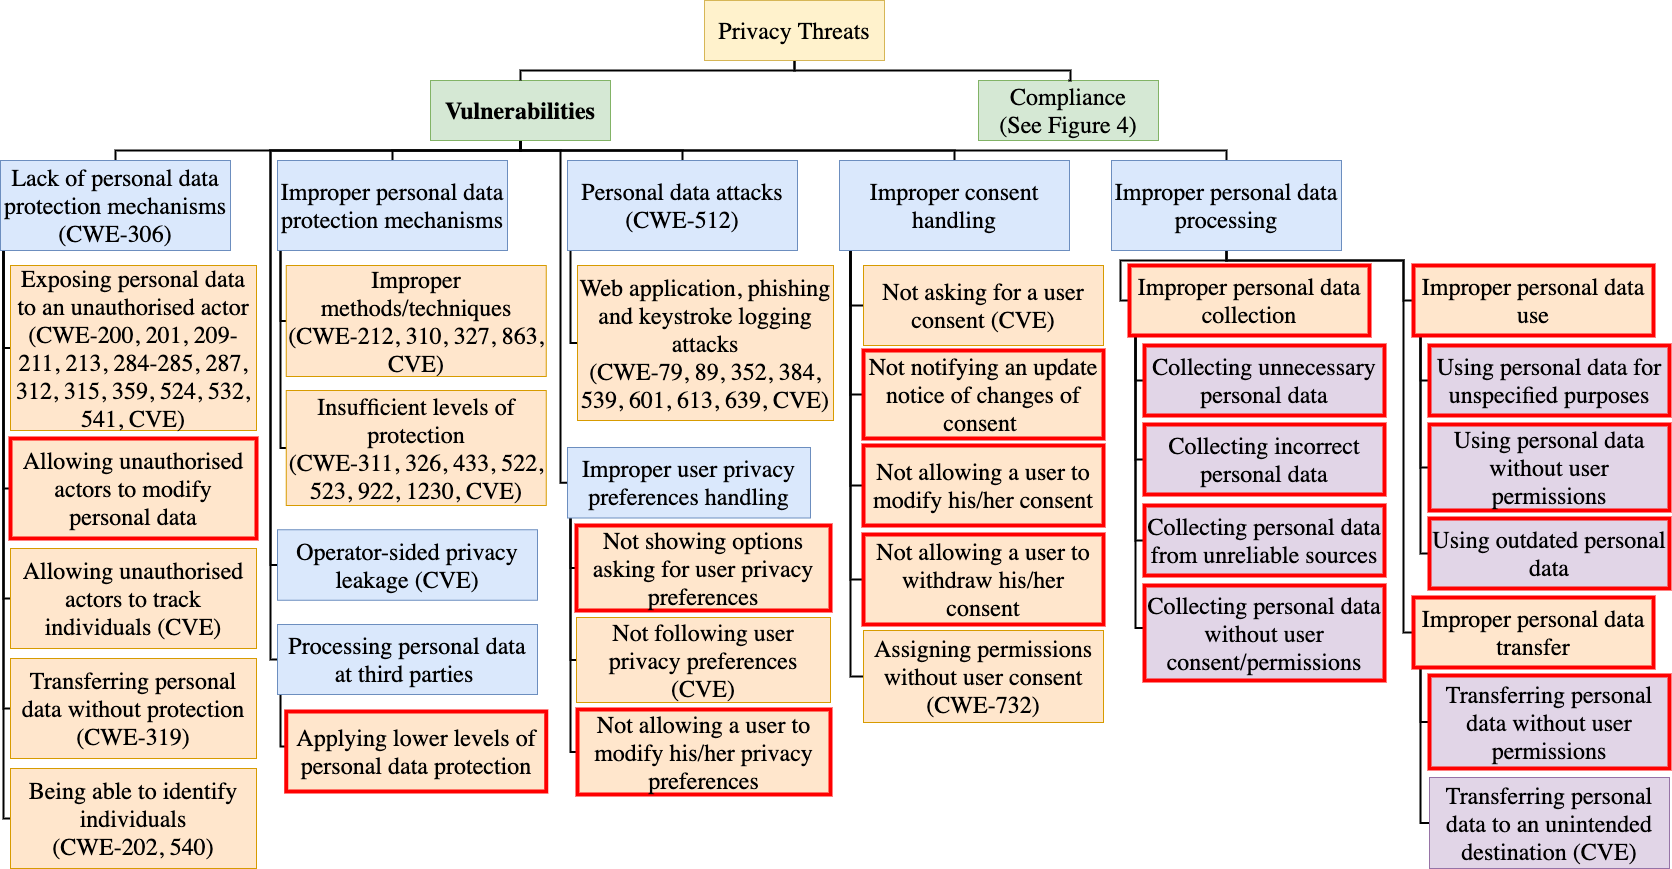 Privacy Threats
Vulnerabilities
Compliance
(See Figure 4)
Lack of personal data
protection mechanisms
(CWE-306)
Exposing personal data
to an unauthorised actor
(CWE-200, 201, 209-
211, 213, 284-285, 287,
312, 315, 359, 524, 532,
541, CVE)
Allowing unauthorised
actors to modify
personal data
Allowing unauthorised
actors to track
individuals (CVE)
Transferring personal
data without protection
(CWE-319)
Being able to identify
individuals
(CWE-202, 540)
Improper personal data
protection mechanisms
Improper
methods/techniques
(CWE-212, 310, 327, 863,
CVE)
Insufficient levels of
protection
(CWE-311, 326, 433, 522,
523, 922, 1230, CVE)
Operator-sided privacy
leakage (CVE)
Processing personal data
at third parties
Applying lower levels of
personal data protection
Personal data attacks
(CWE-512)
Web application, phishing
and keystroke logging
attacks
(CWE-79, 89, 352, 384,
539, 601, 613, 639, CVE)
Improper user privacy
preferences handling
Not showing options
asking for user privacy
preferences
Not following user
privacy preferences
(CVE)
Not allowing a user to
modify his/her privacy
preferences
Improper consent
handling
Not asking for a user
consent (CVE)
Not notifying an update
notice of changes of
consent
Not allowing a user to
modify his/her consent
Not allowing a user to
withdraw his/her
consent
Assigning permissions
without user consent
(CWE-732)
Improper personal data
processing
Improper personal data
collection
Collecting unnecessary
personal data
Collecting incorrect
personal data
Collecting personal data
from unreliable sources
Collecting personal data
without user
consent/permissions
Improper personal data
use
Using personal data for
unspecified purposes
Using personal data
without user
permissions
Using outdated personal
data
Improper personal data
transfer
Transferring personal
data without user
permissions
Transferring personal
data to an unintended
destination (CVE)